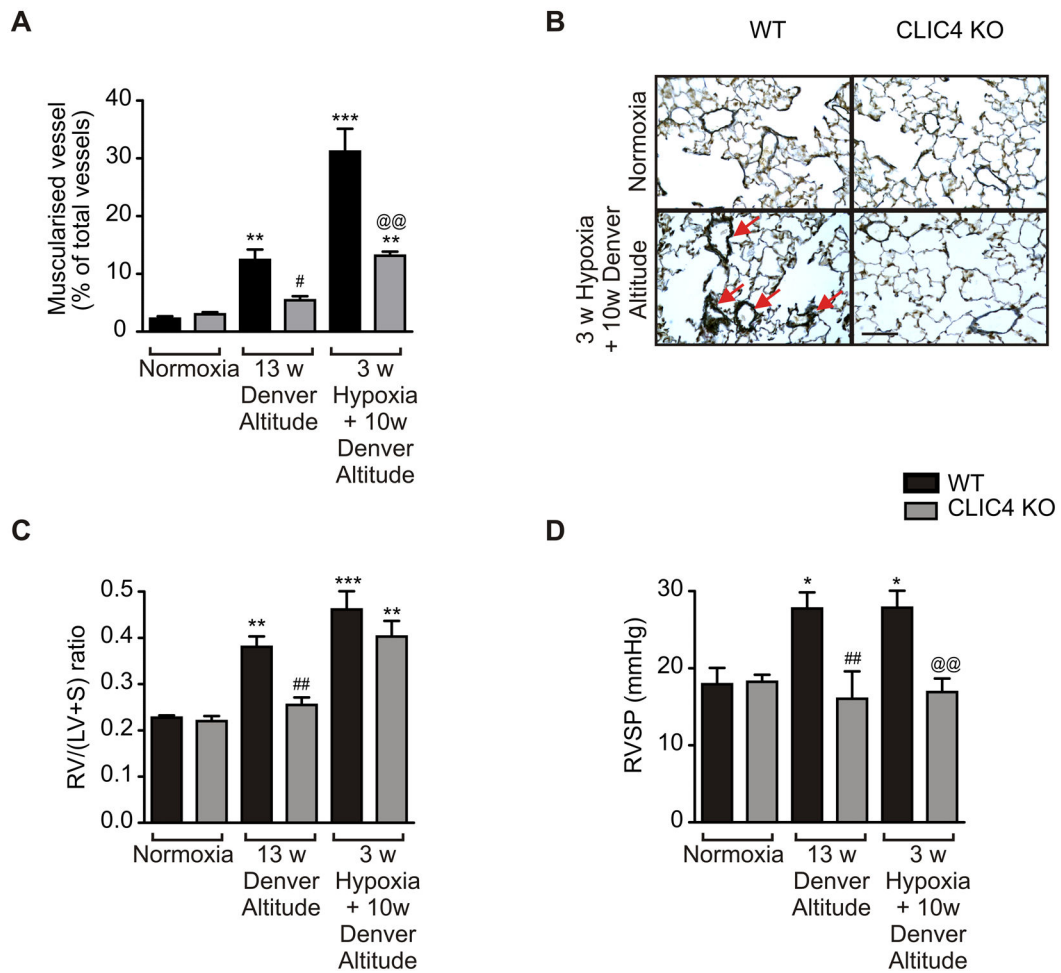 A
Muscularised vessel
(% of total vessels)
40
30
20
10
0
**
#
***
@@
**
Normoxia
13 w
Denver
Altitude
3 w
Hypoxia
+ 10w
Denver
Altitude
B
WT
CLIC4 KO
Normoxia
3 w Hypoxia
+ 10w Denver
Altitude
WT
CLIC4 KO
C
RV/(LV+S) ratio
0.5
0.4
0.3
0.2
0.1
0.0
**
##
***
**
Normoxia
13 w
Denver
Altitude
3 w
Hypoxia
+ 10w
Denver
Altitude
D
RVSP (mmHg)
30
20
10
0
*
##
*
@@
Normoxia
13 w
Denver
Altitude
3 w
Hypoxia
+ 10w
Denver
Altitude